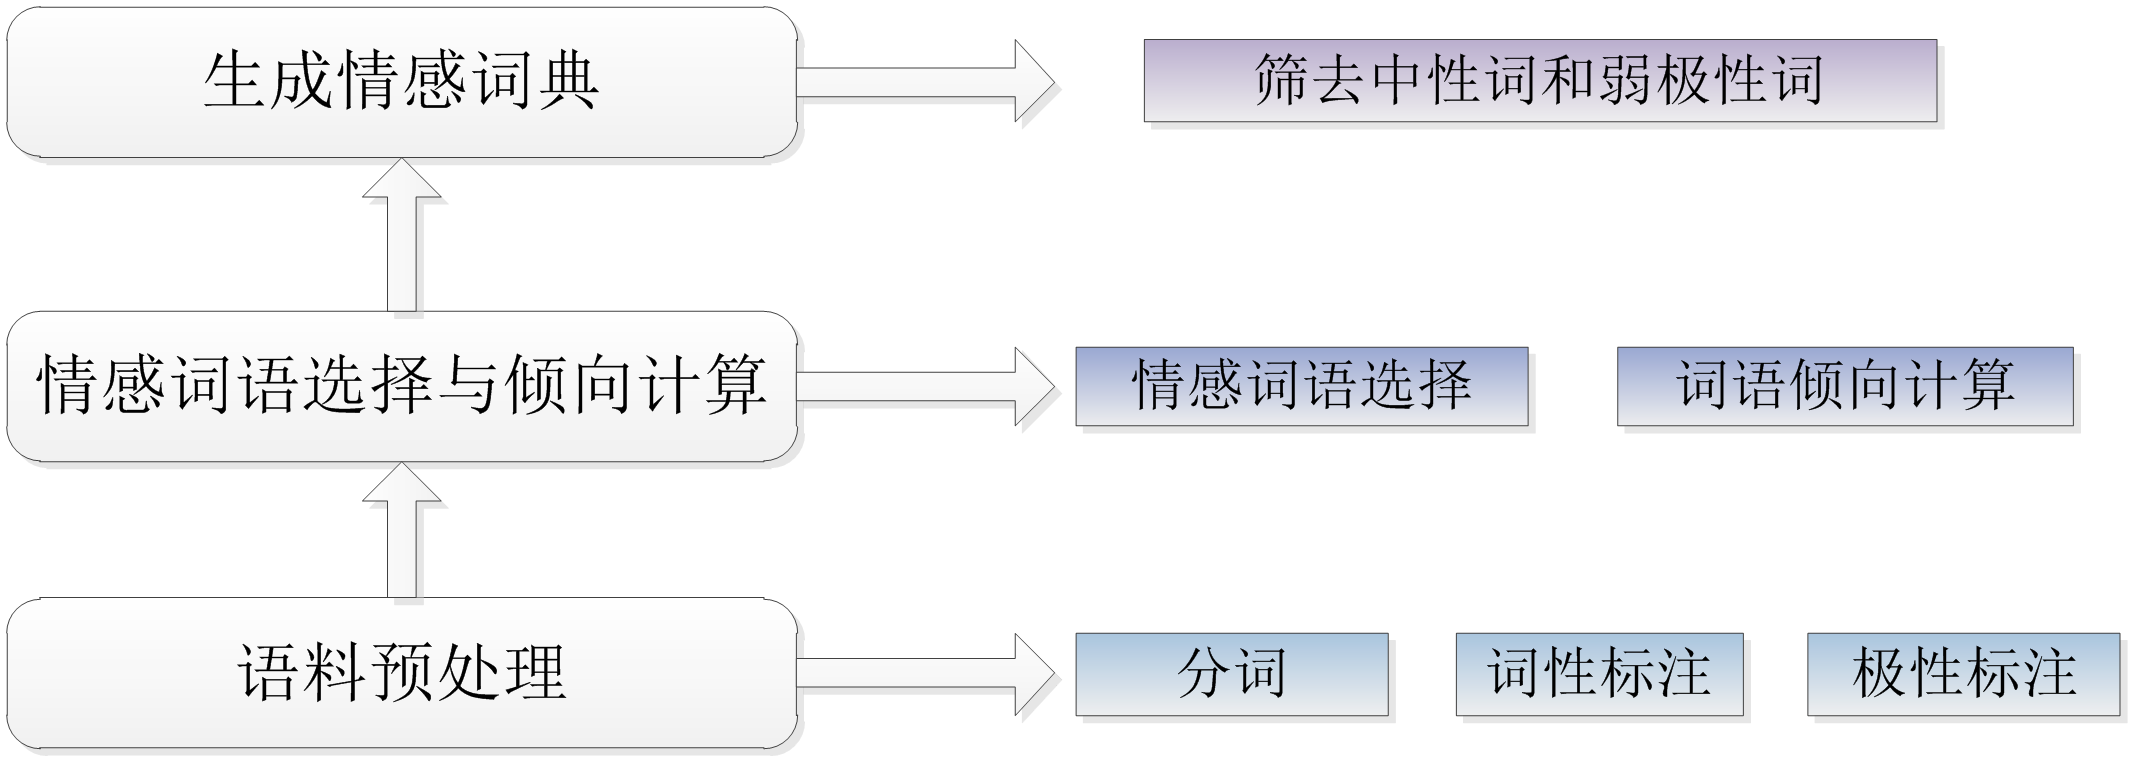 生成情感词典
筛去中性词和弱极性词
情感词语选择与倾向计算
情感词语选择
词语倾向计算
语料预处理
分词
词性标注
极性标注